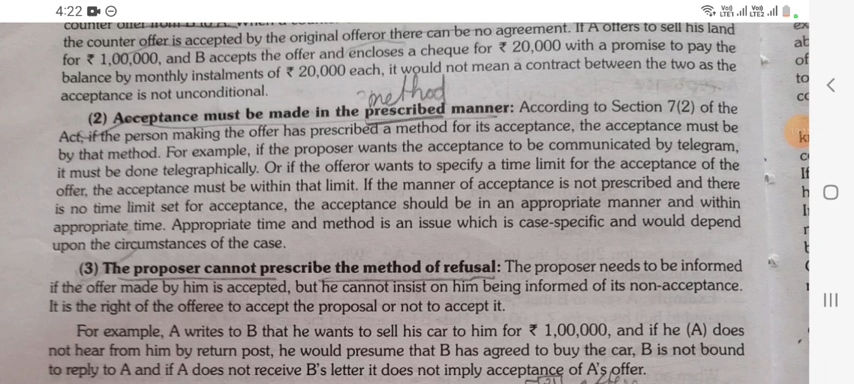 4:22
Vo) LTE1 Vo) LTE2
the counter offer is accepted by the original offeror there can be no agreement. If A offers to sell his land
for ₹ 1,00,000, and B accepts the offer and encloses a cheque for ₹ 20,000 with a promise to pay the
balance by monthly instalments of ₹ 20,000 each, it would not mean a contract between the two as the
acceptance is not unconditional.
method
(2) Acceptance must be made in the prescribed manner: According to Section 7(2) of the
Act, if the person making the offer has prescribed a method for its acceptance, the acceptance must be
by that method. For example, if the proposer wants the acceptance to be communicated by telegram,
it must be done telegraphically. Or if the offeror wants to specify a time limit for the acceptance of the
offer, the acceptance must be within that limit. If the manner of acceptance is not prescribed and there
is no time limit set for acceptance, the acceptance should be in an appropriate manner and within
appropriate time. Appropriate time and method is an issue which is case-specific and would depend
upon the circumstances of the case.
(3) The proposer cannot prescribe the method of refusal: The proposer needs to be informed
if the offer made by him is accepted, but he cannot insist on him being informed of its non-acceptance.
It is the right of the offeree to accept the proposal or not to accept it.
For example, A writes to B that he wants to sell his car to him for ₹ 1,00,000, and if he (A) does
not hear from him by return post, he would presume that B has agreed to buy the car, B is not bound
to reply to A and if A does not receive B's letter it does not imply acceptance of A's offer.